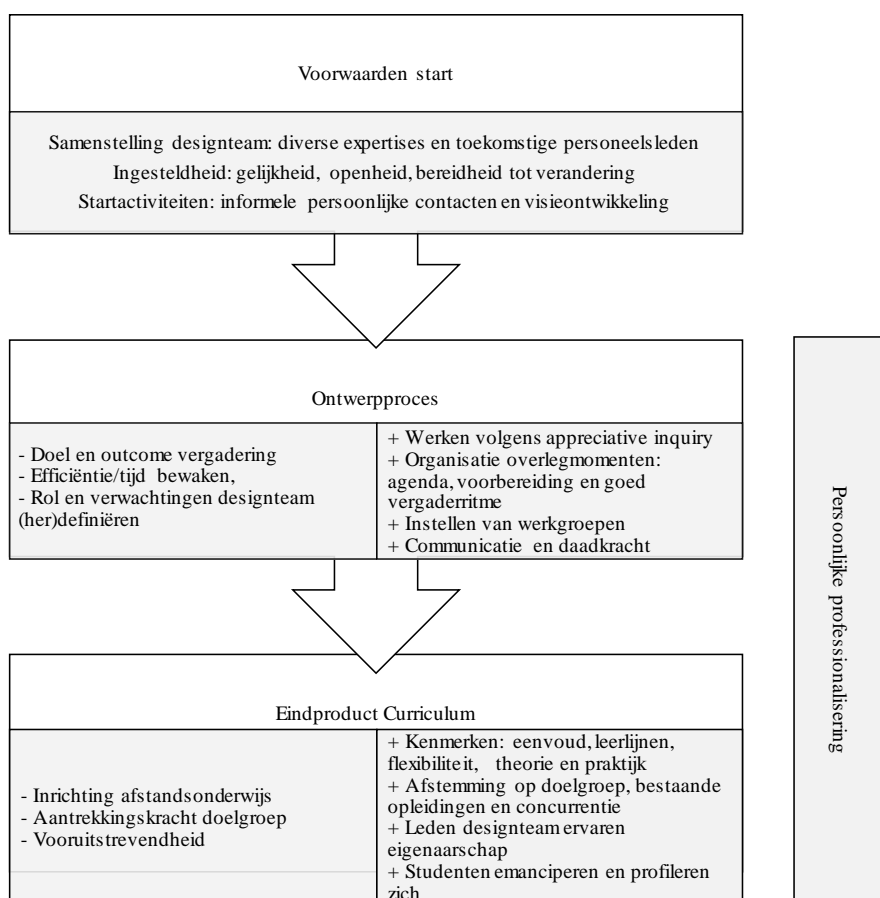 Voorwaarden start
Samenstelling designteam: diverse expertises en toekomstige personeelsleden
Ingesteldheid: gelijkheid, openheid, bereidheid tot verandering
Startactiviteiten: informele persoonlijke contacten en visieontwikkeling
Ontwerpproces
- Doel en outcome vergadering
- Efficiëntie/tijd bewaken,
- Rol en verwachtingen designteam
(her)definiëren
+ Werken volgens appreciative inquiry
+ Organisatie overlegmomenten:
agenda, voorbereiding en goed
vergaderritme
+ Instellen van werkgroepen
+ Communicatie en daadkracht
Eindproduct Curriculum
- Inrichting afstandsonderwijs
- Aantrekkingskracht doelgroep
- Vooruitstrevendheid
+ Kenmerken: eenvoud, leerlijnen,
flexibiliteit, theorie en praktijk
+ Afstemming op doelgroep, bestaande
opleidingen en concurrentie
+ Leden designteam ervaren
eigenaarschap
+ Studenten emanciperen en profileren
zich
Persoonlijke professionalisering